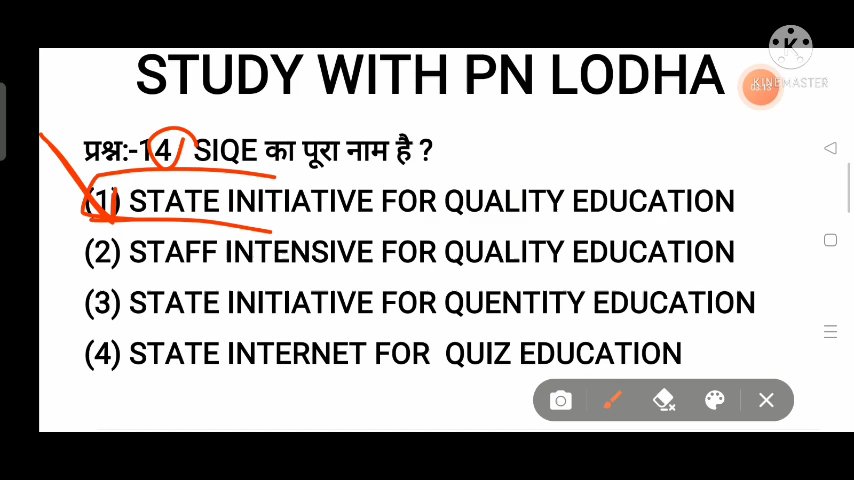 STUDY WITH PN LODHA
KINEMASTER
प्रश्न:-14/ SIQE का पूरा नाम है ?
(1) STATE INITIATIVE FOR QUALITY EDUCATION
(2) STAFF INTENSIVE FOR QUALITY EDUCATION
(3) STATE INITIATIVE FOR QUENTITY EDUCATION
(4) STATE INTERNET FOR QUIZ EDUCATION